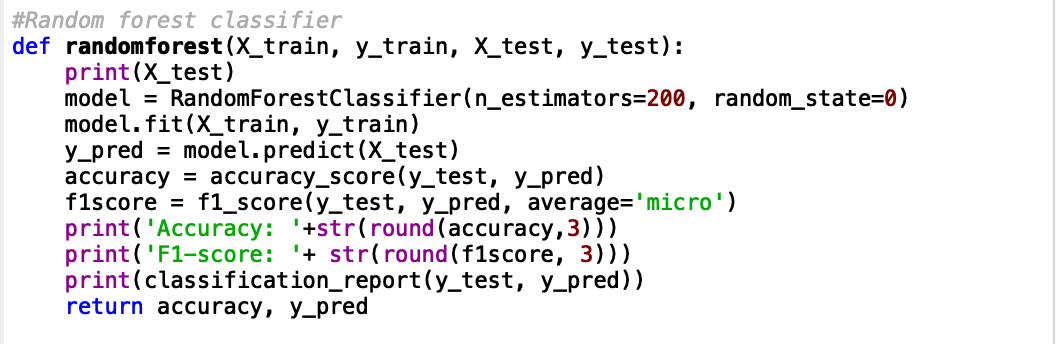 #Random forest classifier
def randomforest(X_train, y_train, X_test, y_test):
    print(X_test)
    model = RandomForestClassifier(n_estimators=200, random_state=0)
    model.fit(X_train, y_train)
    y_pred = model.predict(X_test)
    accuracy = accuracy_score(y_test, y_pred)
    f1score = f1_score(y_test, y_pred, average='micro')
    print('Accuracy: '+str(round(accuracy,3)))
    print('F1-score: '+ str(round(f1score, 3)))
    print(classification_report(y_test, y_pred))
    return accuracy, y_pred